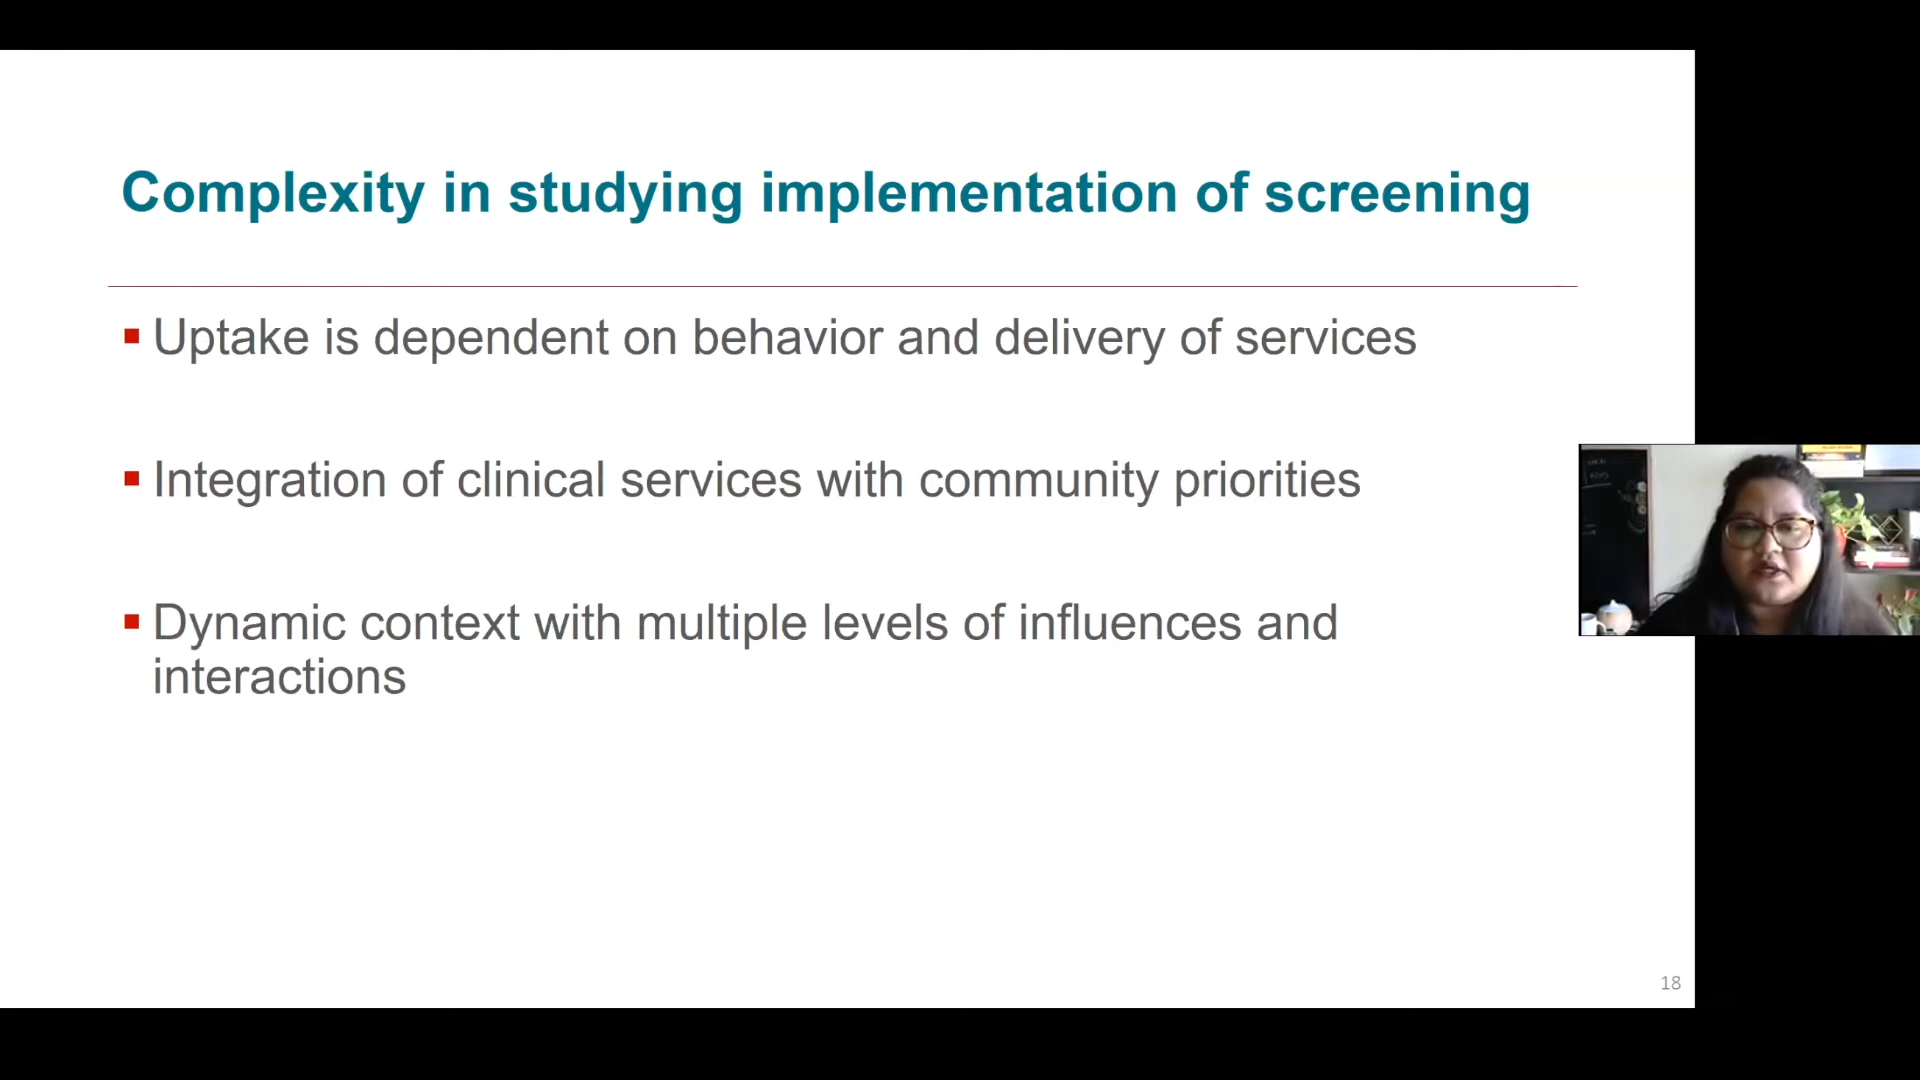 Complexity in studying implementation of screening
▪ Uptake is dependent on behavior and delivery of services
▪ Integration of clinical services with community priorities
▪ Dynamic context with multiple levels of influences and
interactions
18